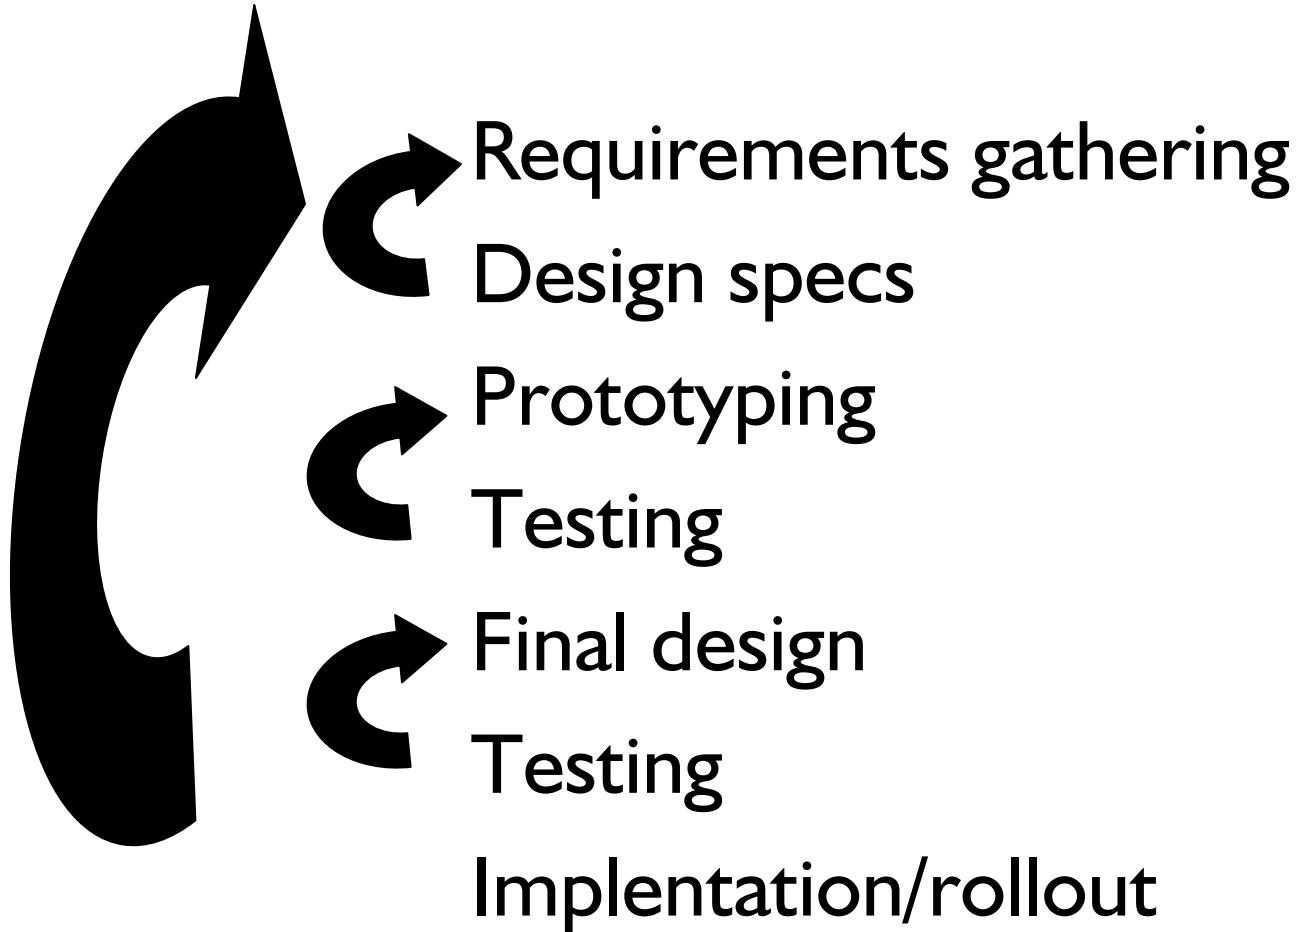 Requirements gathering
Design specs
Prototyping
Testing
Final design
Testing
Implentation/rollout